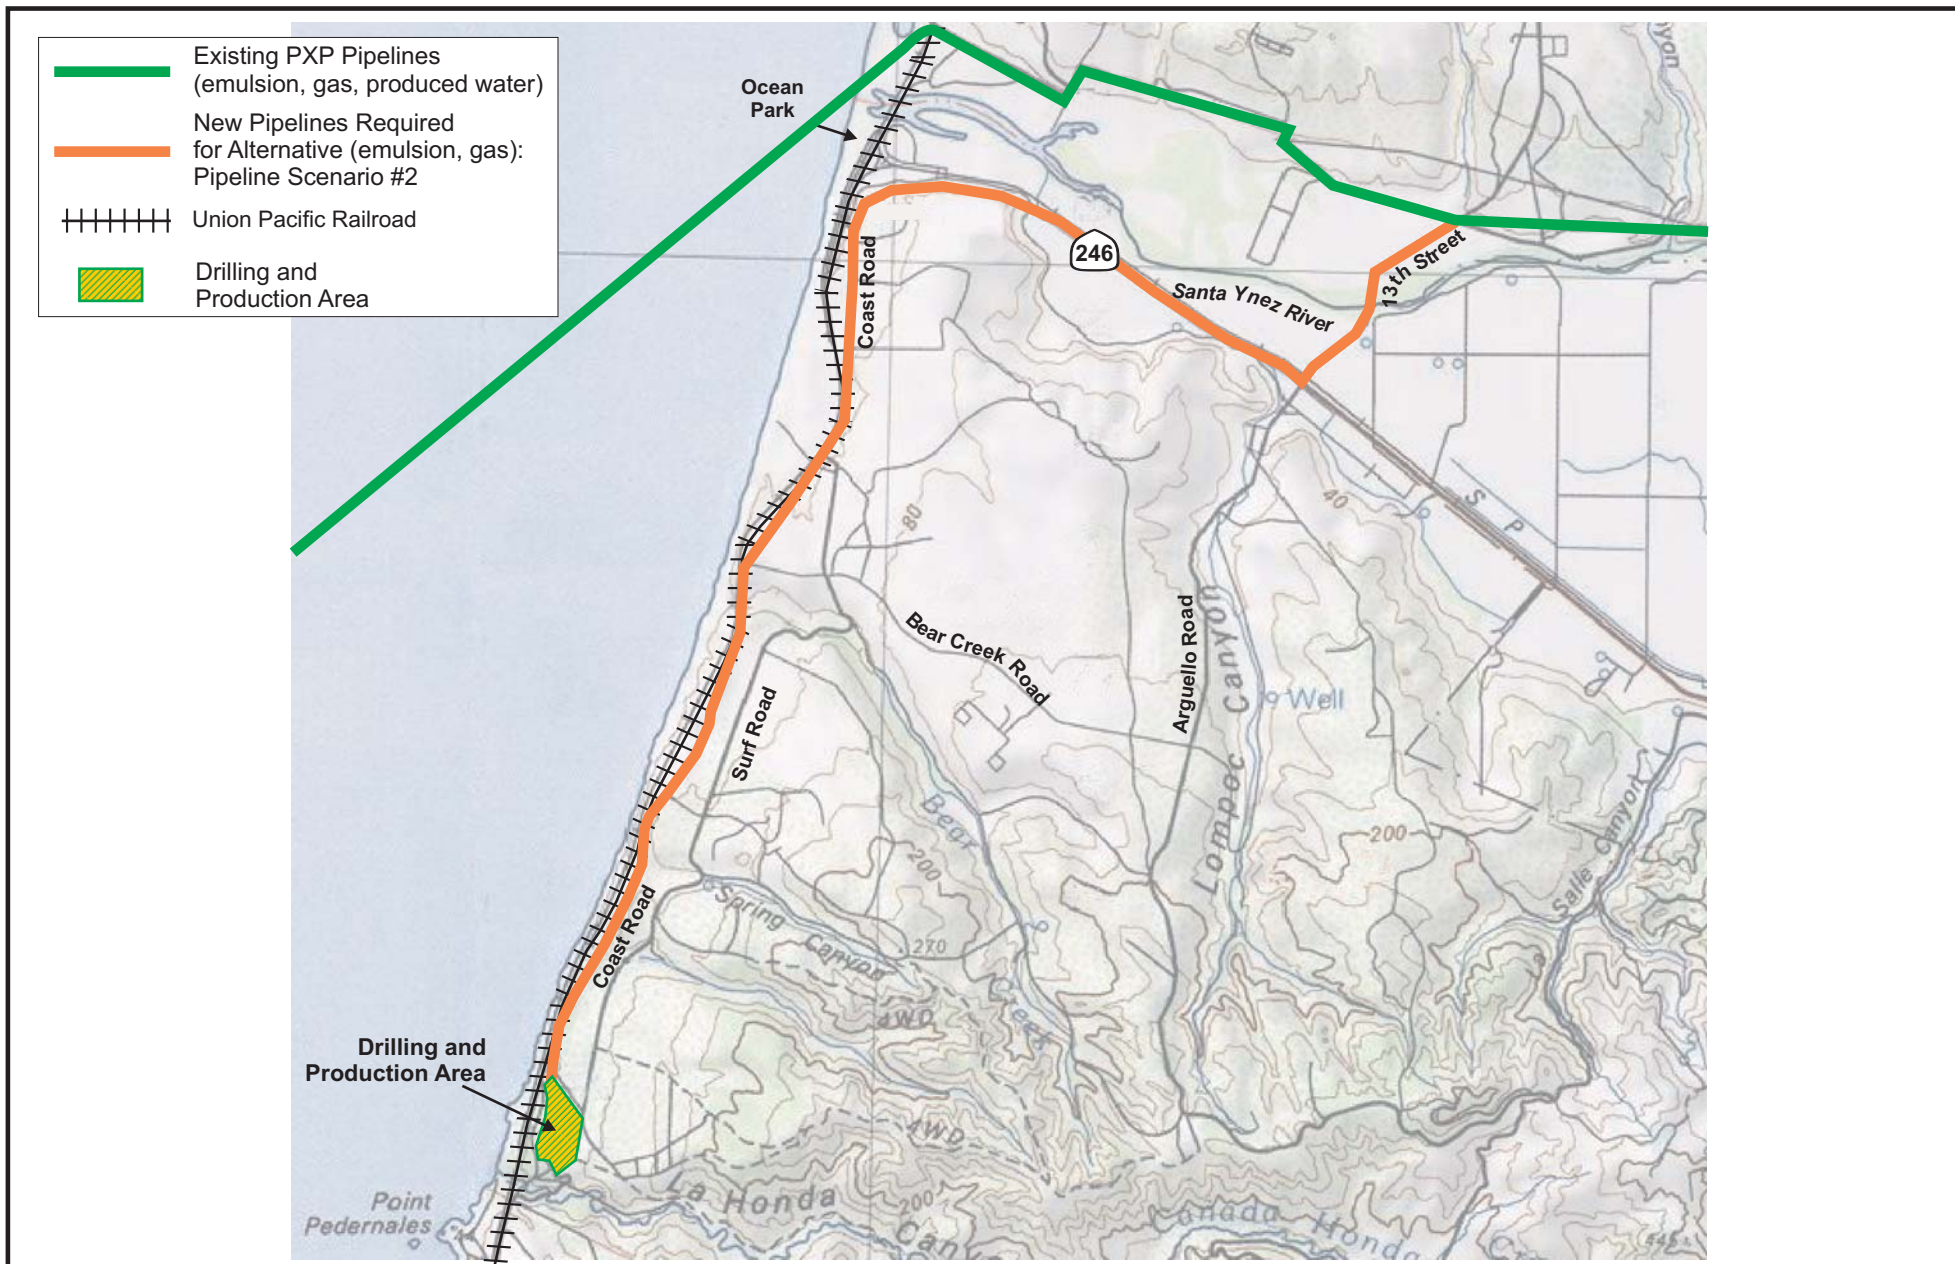 Existing PXP Pipelines
(emulsion, gas, produced water)
New Pipelines Required
for Alternative (emulsion, gas):
Pipeline Scenario #2
Union Pacific Railroad
Drilling and
Production Area
Ocean
Park
Coast Road
246
Santa Ynez River
13th Street
80
40
S P
Bear Creek Road
Arguello Road
Lompoc Canyon
Well
Surf Road
Bear Creek
200
200
Salle Canyon
Spring Canyon
270
Coast Road
4WD
Drilling and
Production Area
4WD
La Honda
200
Canada Honda
Point
Pedernales